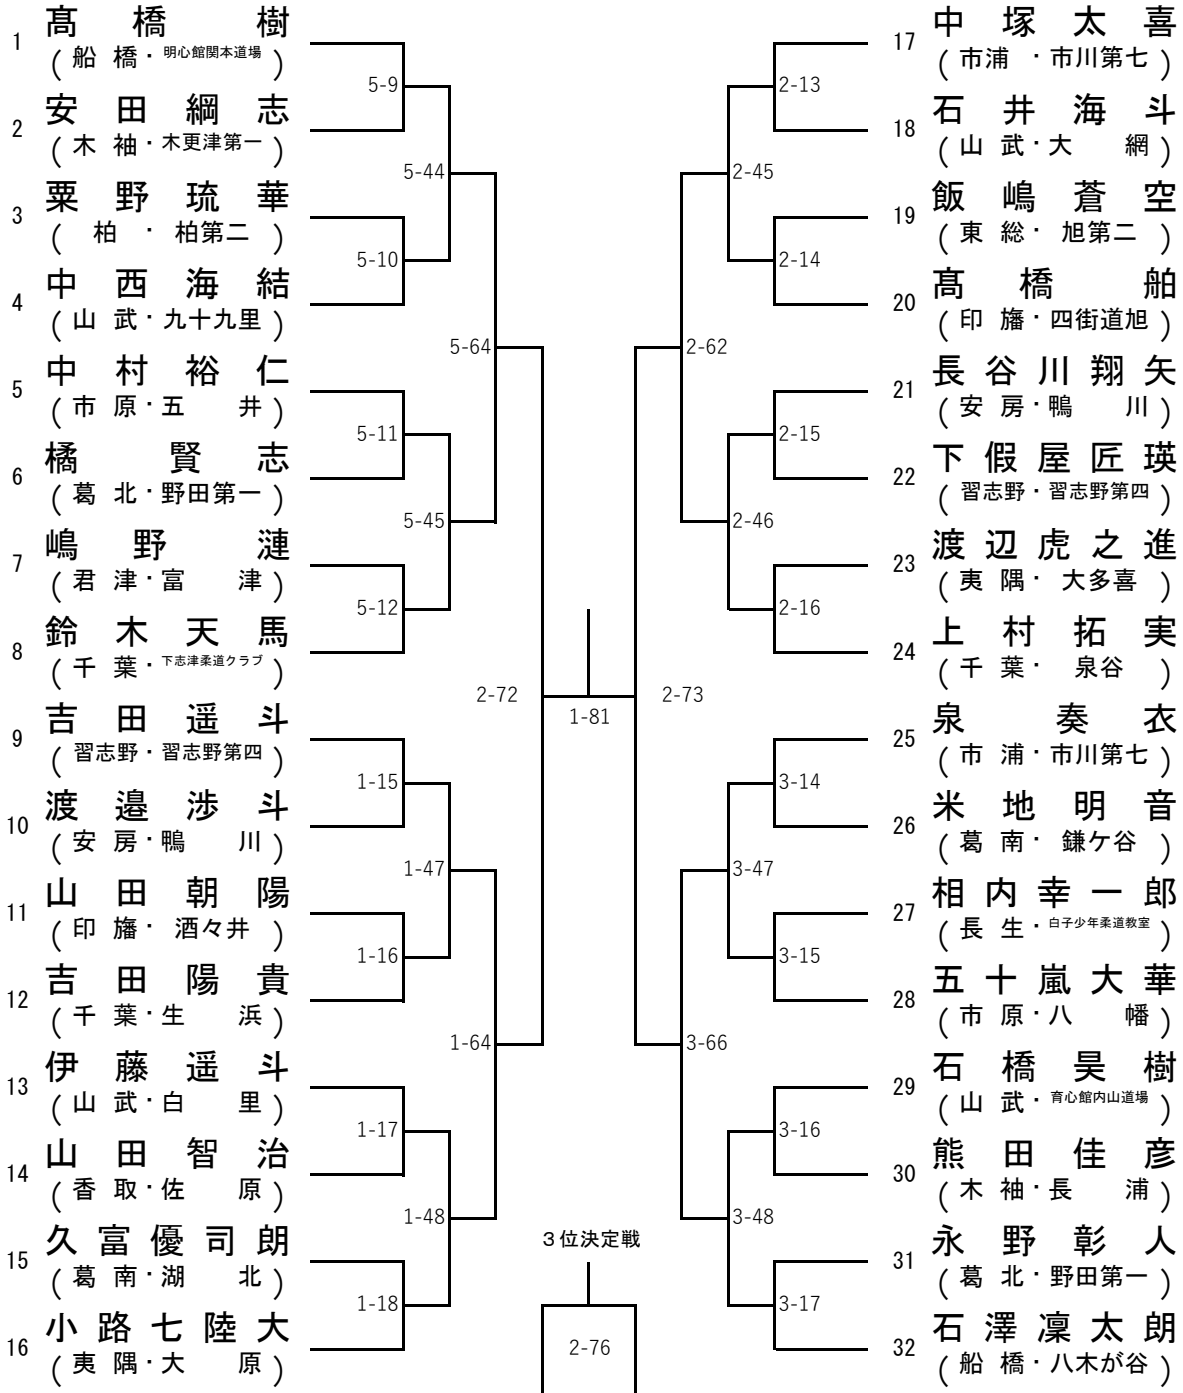 1 髙橋樹
(船橋・明心館関本道場)
2 安田綱志
(木袖・木更津第一)
3 粟野琉華
(柏・柏第二)
4 中西海結
(山武・九十九里)
5 中村裕仁
(市原・五井)
6 橘賢志
(葛北・野田第一)
7 嶋野漣
(君津・富津)
8 鈴木天馬
(千葉・下志津柔道クラブ)
9 吉田遥斗
(習志野・習志野第四)
10 渡邉渉斗
(安房・鴨川)
11 山田朝陽
(印旛・酒々井)
12 吉田陽貴
(千葉・生浜)
13 伊藤遥斗
(山武・白里)
14 山田智治
(香取・佐原)
15 久富優司朗
(葛南・湖北)
16 小路七陸大
(夷隅・大原)
5-9
5-10
5-11
5-12
1-15
1-16
1-17
1-18
5-44
5-45
1-47
1-48
5-64
1-64
2-72
1-81
2-73
3位決定戦
2-76
2-62
3-66
2-45
2-46
3-47
3-48
2-13
2-14
2-15
2-16
3-14
3-15
3-16
3-17
17 中塚太喜
(市浦・市川第七)
18 石井海斗
(山武・大網)
19 飯嶋蒼空
(東総・旭第二)
20 髙橋舶
(印旛・四街道旭)
21 長谷川翔矢
(安房・鴨川)
22 下假屋匠瑛
(習志野・習志野第四)
23 渡辺虎之進
(夷隅・大多喜)
24 上村拓実
(千葉・泉谷)
25 泉奏衣
(市浦・市川第七)
26 米地明音
(葛南・鎌ケ谷)
27 相内幸一郎
(長生・白子少年柔道教室)
28 五十嵐大華
(市原・八幡)
29 石橋昊樹
(山武・育心館内山道場)
30 熊田佳彦
(木袖・長浦)
31 永野彰人
(葛北・野田第一)
32 石澤凜太朗
(船橋・八木が谷)